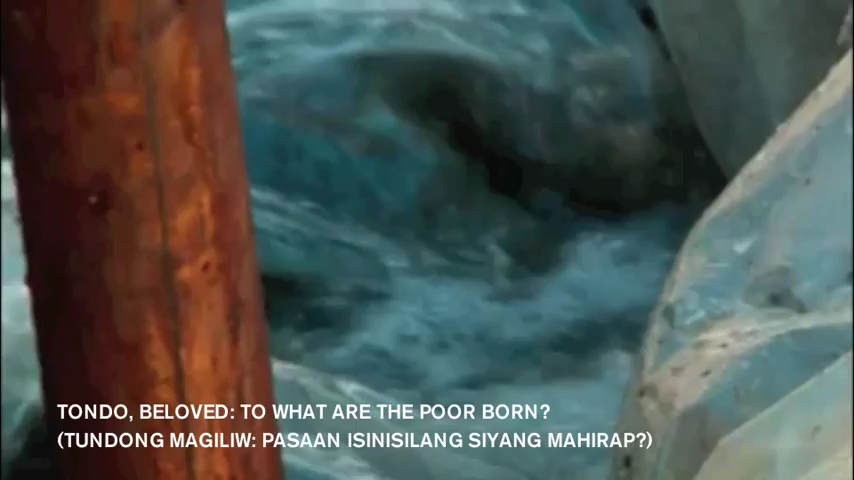 TONDO, BELOVED: TO WHAT ARE THE POOR BORN?
(TUNDONG MAGILIW: PASAAN ISINISILANG SIYANG MAHIRAP?)